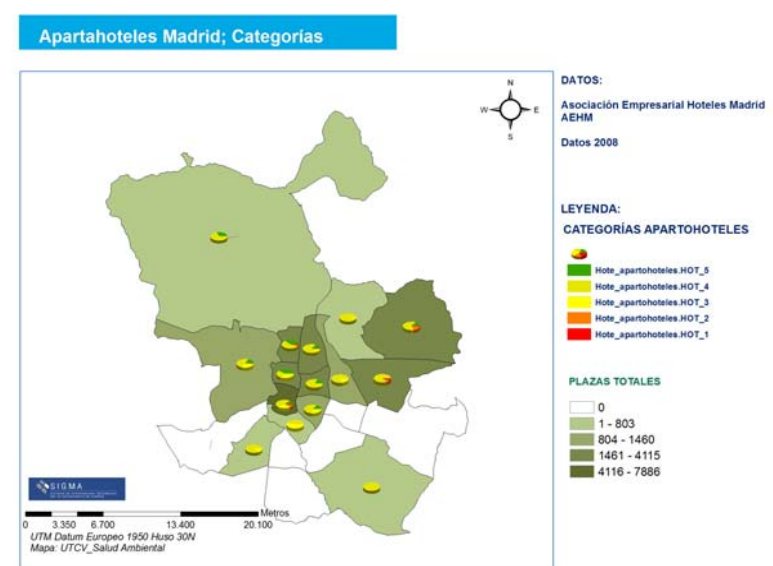 Apartahoteles Madrid; Categorías
N
W
E
S
DATOS:
Asociación Empresarial Hoteles Madrid
AEHM
Datos 2008
LEYENDA:
CATEGORÍAS APARTOHOTELES
Hote_apartohoteles.HOT_5
Hote_apartohoteles.HOT_4
Hote_apartohoteles.HOT_3
Hote_apartohoteles.HOT_2
Hote_apartohoteles.HOT_1
PLAZAS TOTALES
0
1 - 803
804 - 1460
1461 - 4115
4116 - 7886
SIGMA
Metros
0 3.350 6.700 13.400 20.100
UTM Datum Europeo 1950 Huso 30N
Mapa: UTCV_Salud Ambiental